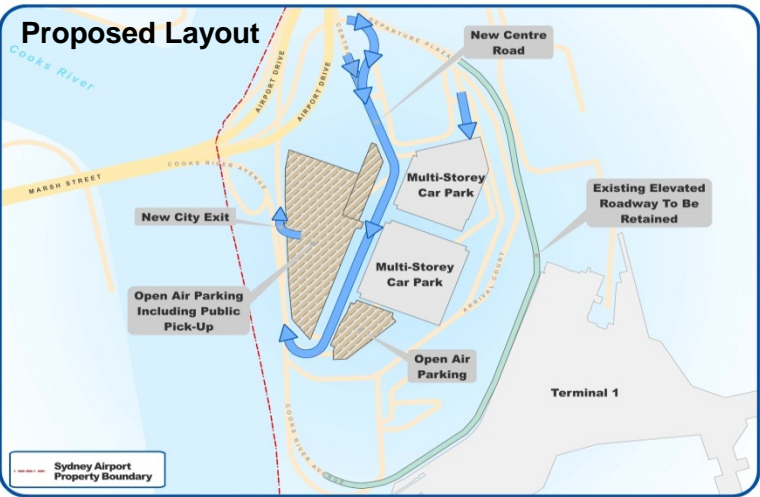 Proposed Layout
Cooks River
CENTRE
DEPARTURE PLAZA
New Centre
Road
AIRPORT DRIVE
AIRPORT DRIVE
COOKS RIVER AVENUE
MARSH STREET
Multi-Storey
Car Park
Existing Elevated
Roadway To Be
Retained
New City Exit
Multi-Storey
Car Park
ARRIVAL COURT
Open Air Parking
Including Public
Pick-Up
Open Air
Parking
Terminal 1
COOKS RIVER
Sydney Airport
Property Boundary